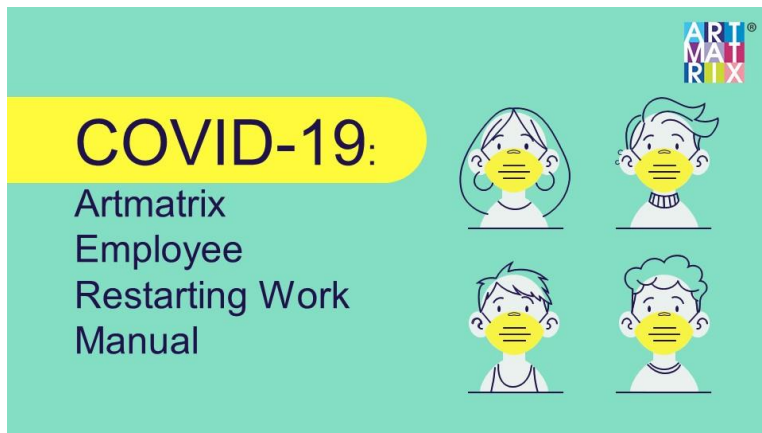 ART®
MAT
RIX
COVID-19:
Artmatrix
Employee
Restarting Work
Manual